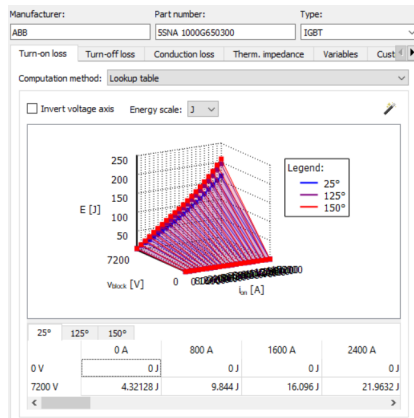 Manufacturer: Part number: Type:
ABB 5SNA 1000G650300 IGBT
Turn-on loss Turn-off loss Conduction loss Therm. impedance Variables Cust
Computation method: Lookup table
Invert voltage axis Energy scale: J
250
200
150
100
50
E [J]
7200
Vblock [V] 0
ion [A]
Legend:
25°
125°
150°
25° 125° 150°
0 A 800 A 1600 A 2400 A
0 V 0 J 0 J 0 J 0 J
7200 V 4.32128 J 9.844 J 16.096 J 21.9632 J